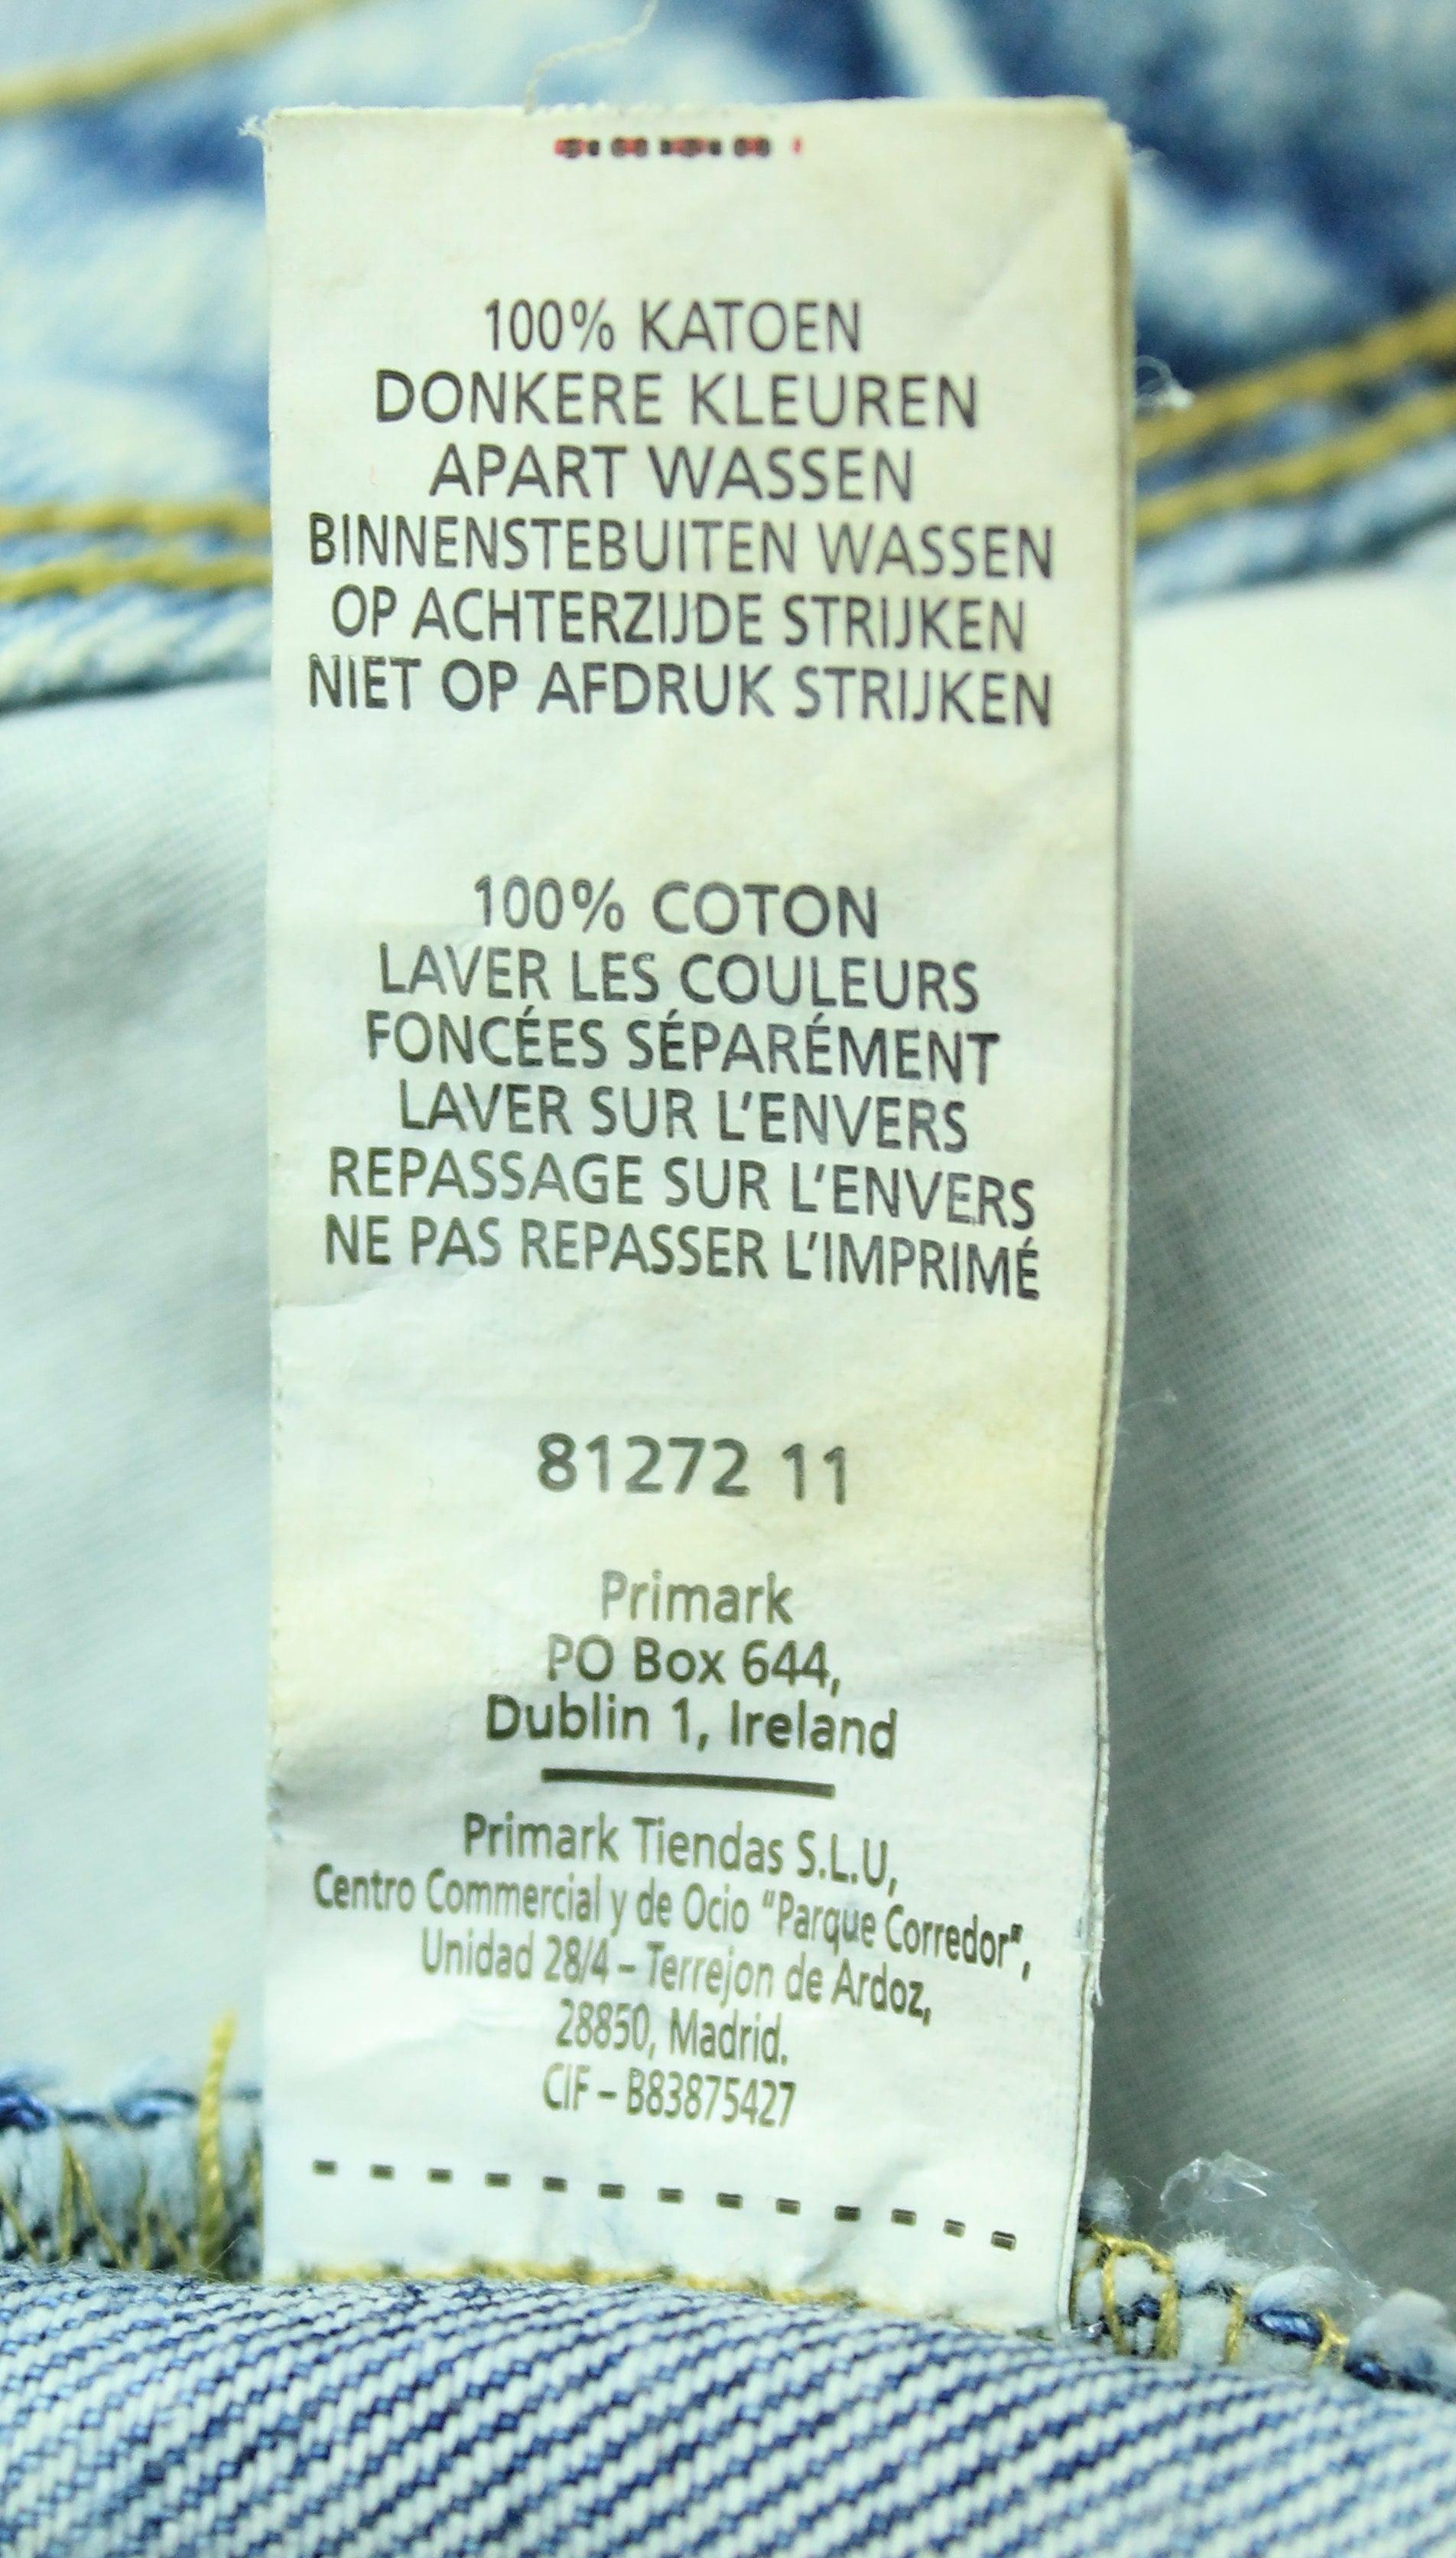 100% KATOEN
DONKERE KLEUREN
APART WASSEN
BINNENSTEBUITEN WASSEN
OP ACHTERZIJDE STRIJKEN
NIET OP AFDRUK STRIJKEN
100% COTON
LAVER LES COULEURS
FONCÉES SÉPARÉMENT
LAVER SUR L'ENVERS
REPASSAGE SUR L'ENVERS
NE PAS REPASSER L'IMPRIMÉ
81272 11
Primark
PO Box 644,
Dublin 1, Ireland
Primark Tiendas S.L.U,
Centro Commercial y de Ocio "Parque Corredor",
Unidad 28/4 – Terrejon de Ardoz,
28850, Madrid.
CIF – B83875427